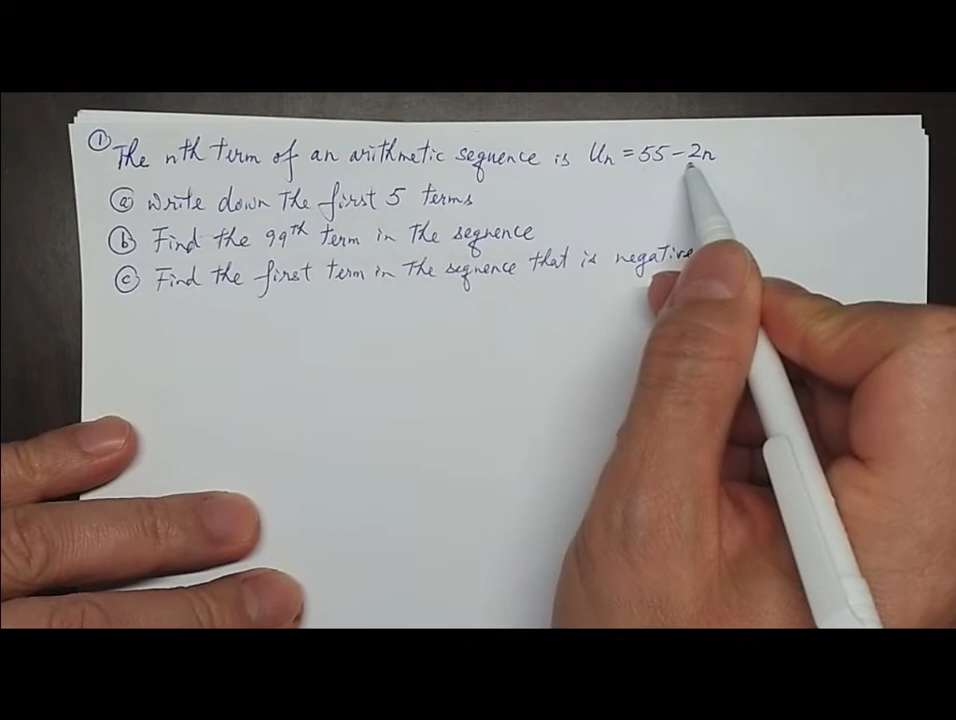 ① The nth term of an arithmetic sequence is Un = 55-2n
ⓐ Write down the first 5 terms
ⓑ Find the 99th term in the sequence
ⓒ Find the first term in the sequence that is negative